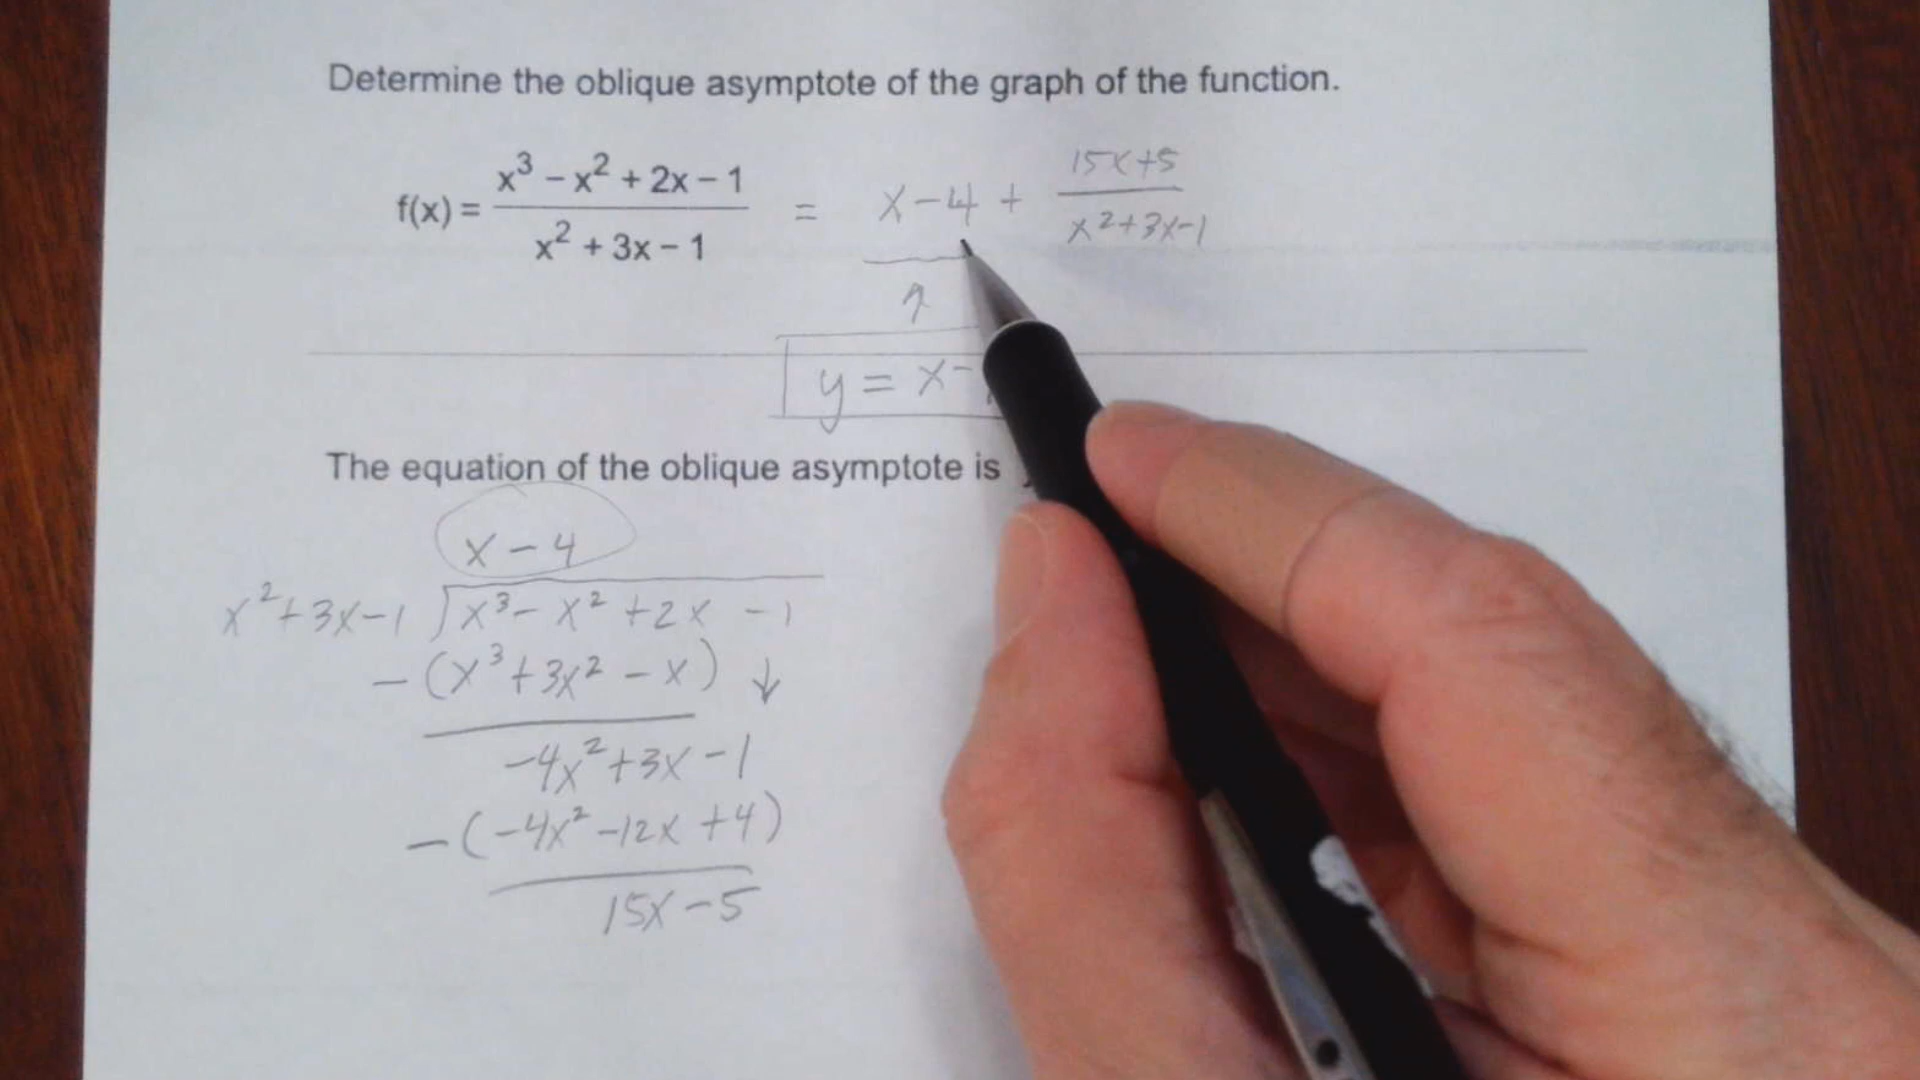 Determine the oblique asymptote of the graph of the function.
f(x) = (x³ − x² + 2x − 1)/(x² + 3x − 1) = x − 4 + (15x+5)/(x²+3x−1)
y = x −
The equation of the oblique asymptote is
x − 4
x²+3x−1 √x³ − x² + 2x − 1
−(x³ + 3x² − x) ↓
−4x² + 3x − 1
−(−4x² − 12x + 4)
15x − 5